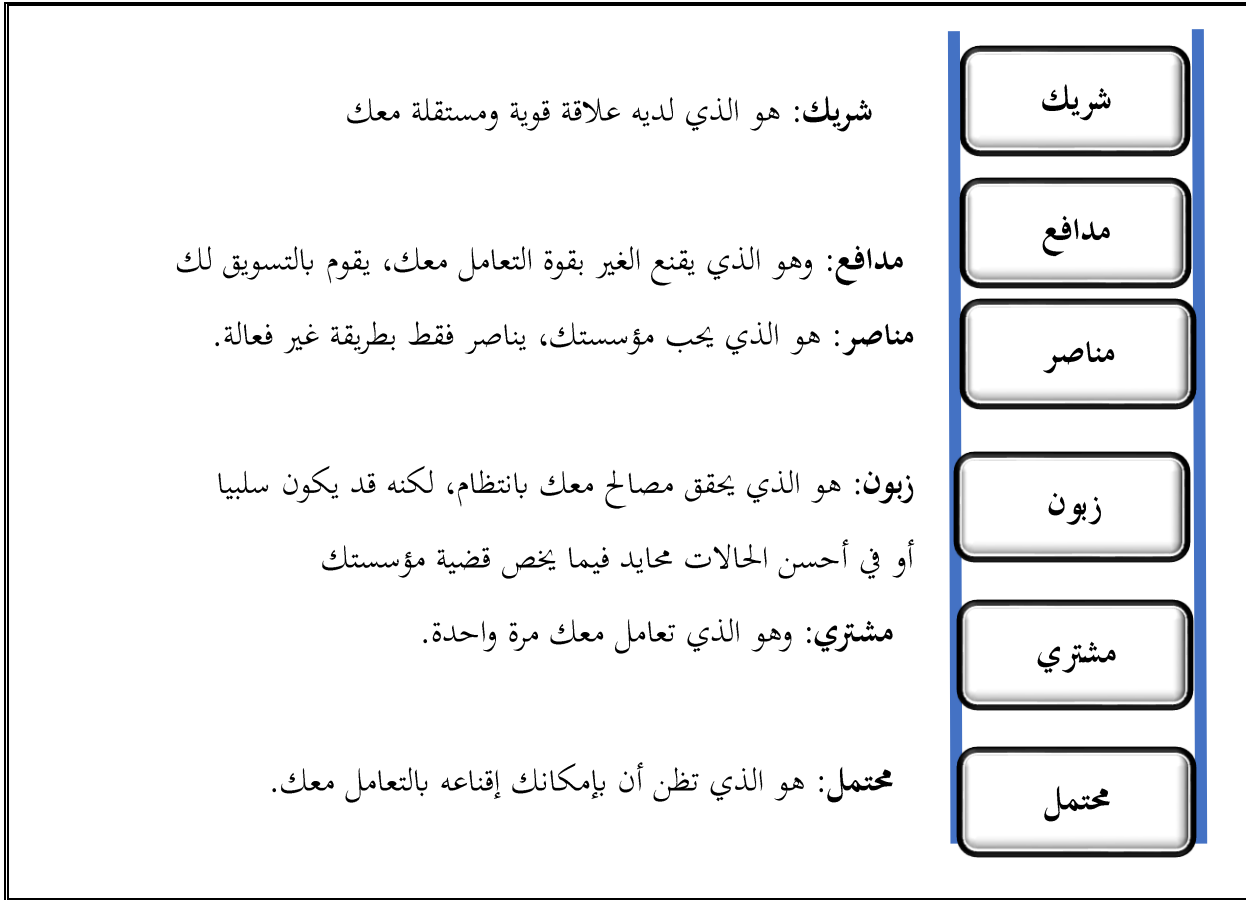 شريك
شريك: هو الذي لديه علاقة قوية ومستقلة معك
مدافع
مدافع: وهو الذي يقنع الغير بقوة التعامل معك، يقوم بالتسويق لك
مناصر
مناصر: هو الذي يحب مؤسستك، يناصر فقط بطريقة غير فعالة.
زبون
زبون: هو الذي يحقق مصالح معك بانتظام، لكنه قد يكون سلبيا
أو في أحسن الحالات محايد فيما يخص قضية مؤسستك
مشتري
مشتري: وهو الذي تعامل معك مرة واحدة.
محتمل
محتمل: هو الذي تظن أن بإمكانك إقناعه بالتعامل معك.